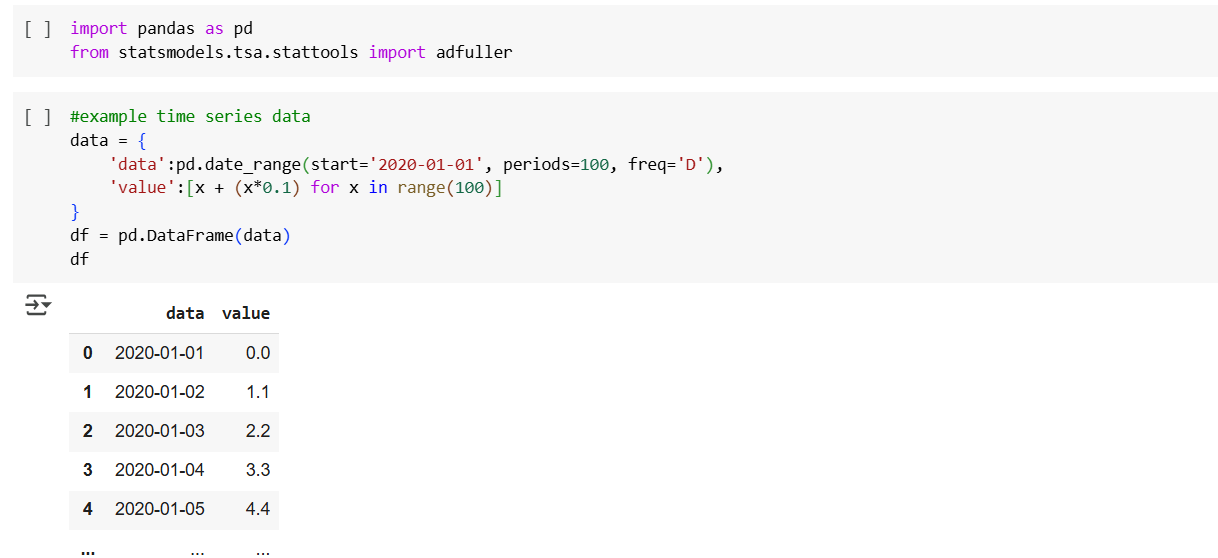 [ ] import pandas as pd
from statsmodels.tsa.stattools import adfuller
[ ] #example time series data
data = {
'data':pd.date_range(start='2020-01-01', periods=100, freq='D'),
'value':[x + (x*0.1) for x in range(100)]
}
df = pd.DataFrame(data)
df
data value
0 2020-01-01 0.0
1 2020-01-02 1.1
2 2020-01-03 2.2
3 2020-01-04 3.3
4 2020-01-05 4.4
... ... ...